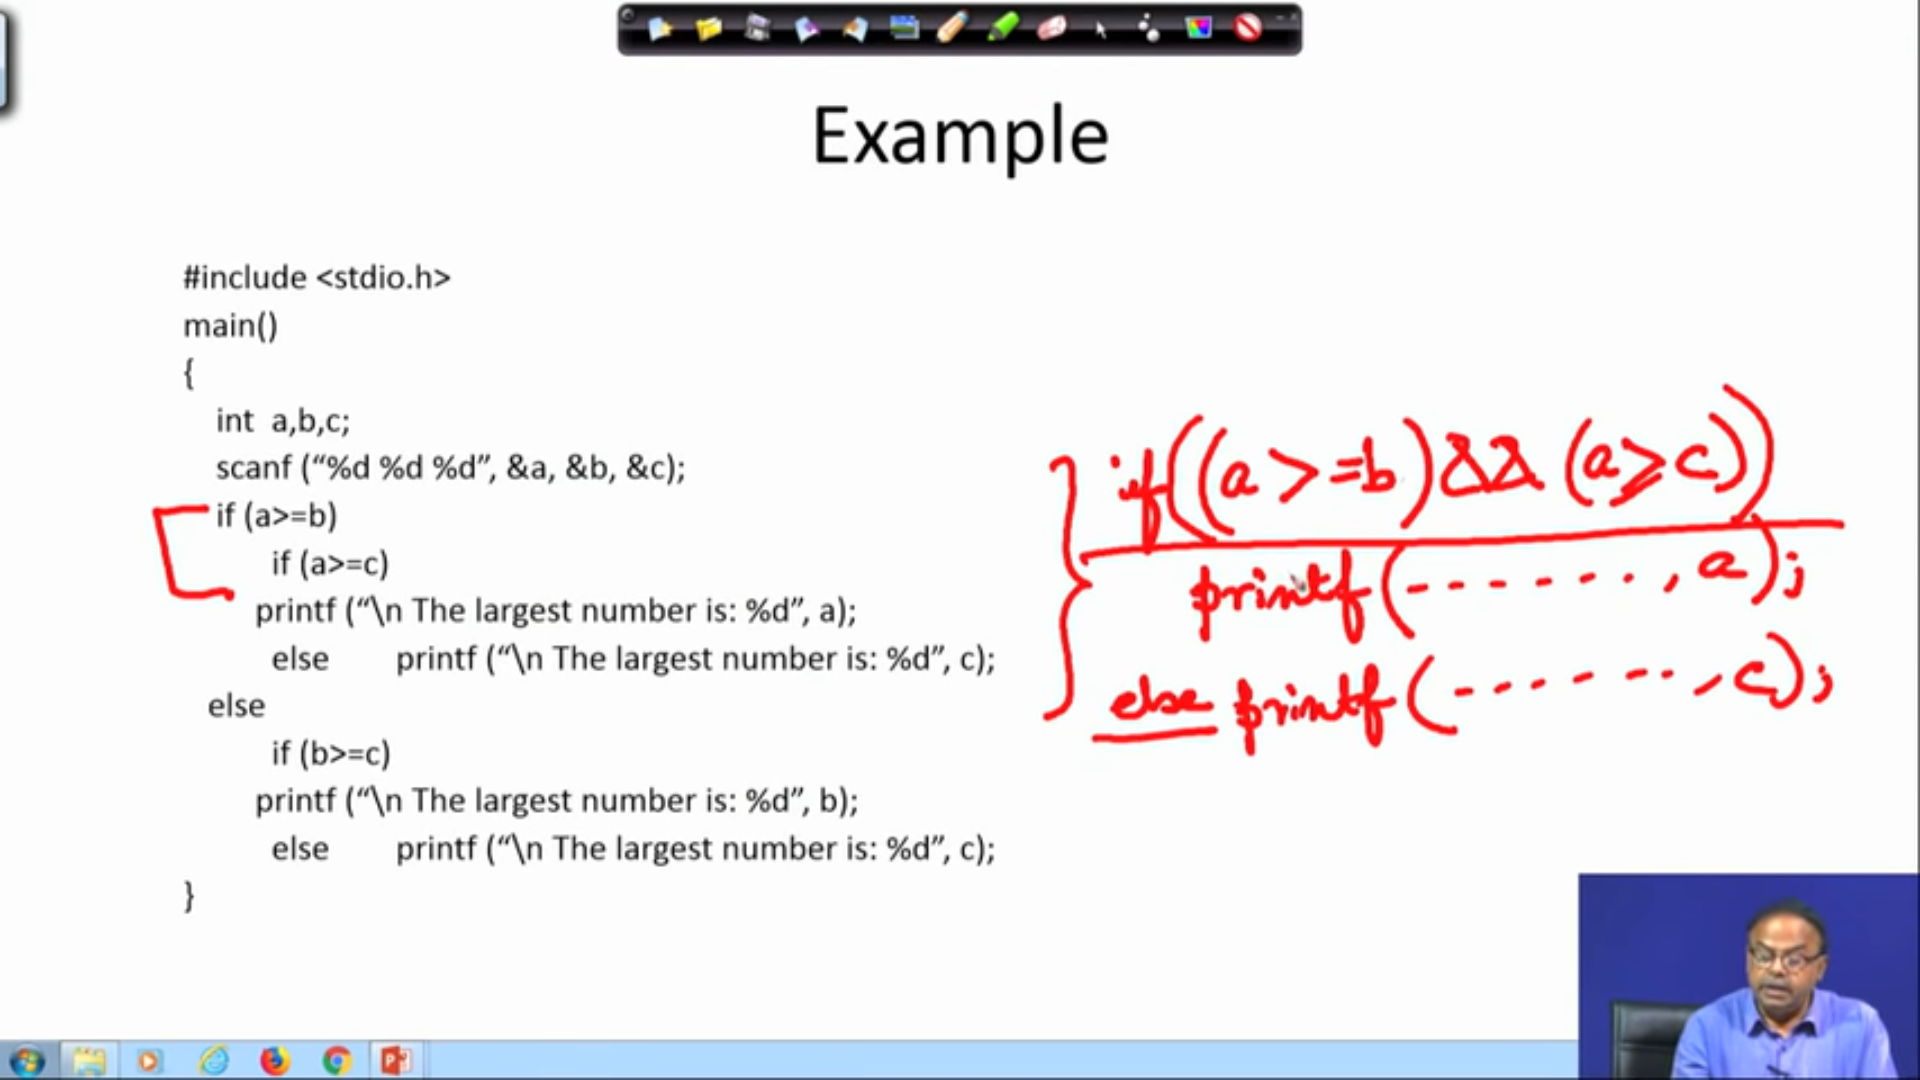 Example
#include <stdio.h>
main()
{
int a,b,c;
scanf (“%d %d %d”, &a, &b, &c);
if (a>=b)
if (a>=c)
printf (“\n The largest number is: %d”, a);
else printf (“\n The largest number is: %d”, c);
else
if (b>=c)
printf (“\n The largest number is: %d”, b);
else printf (“\n The largest number is: %d”, c);
}
if((a>=b)&&(a≥c))
printf(-------,a);
else printf(-------,c);